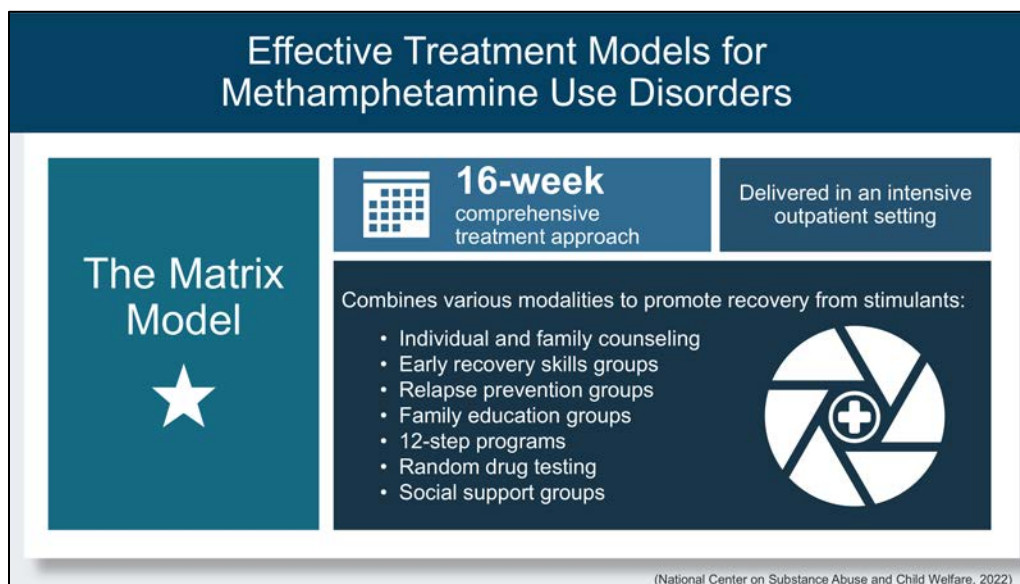 Effective Treatment Models for
Methamphetamine Use Disorders
The Matrix
Model
16-week
comprehensive
treatment approach
Delivered in an intensive
outpatient setting
Combines various modalities to promote recovery from stimulants:
• Individual and family counseling
• Early recovery skills groups
• Relapse prevention groups
• Family education groups
• 12-step programs
• Random drug testing
• Social support groups
(National Center on Substance Abuse and Child Welfare, 2022)